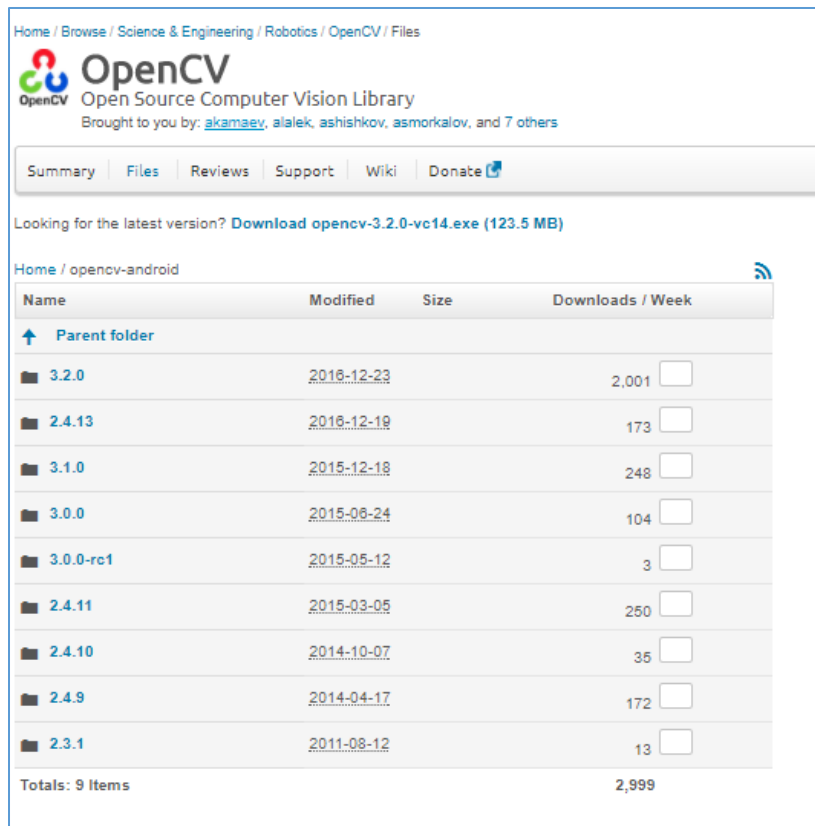 Home / Browse / Science & Engineering / Robotics / OpenCV / Files
OpenCV
OpenCV
Open Source Computer Vision Library
Brought to you by: akamaev, alalek, ashishkov, asmorkalov, and 7 others
Summary Files Reviews Support Wiki Donate
Looking for the latest version? Download opencv-3.2.0-vc14.exe (123.5 MB)
Home / opencv-android
Name Modified Size Downloads / Week
Parent folder
3.2.0 2016-12-23 2,001
2.4.13 2016-12-19 173
3.1.0 2015-12-18 248
3.0.0 2015-06-24 104
3.0.0-rc1 2015-05-12 3
2.4.11 2015-03-05 250
2.4.10 2014-10-07 35
2.4.9 2014-04-17 172
2.3.1 2011-08-12 13
Totals: 9 Items 2,999